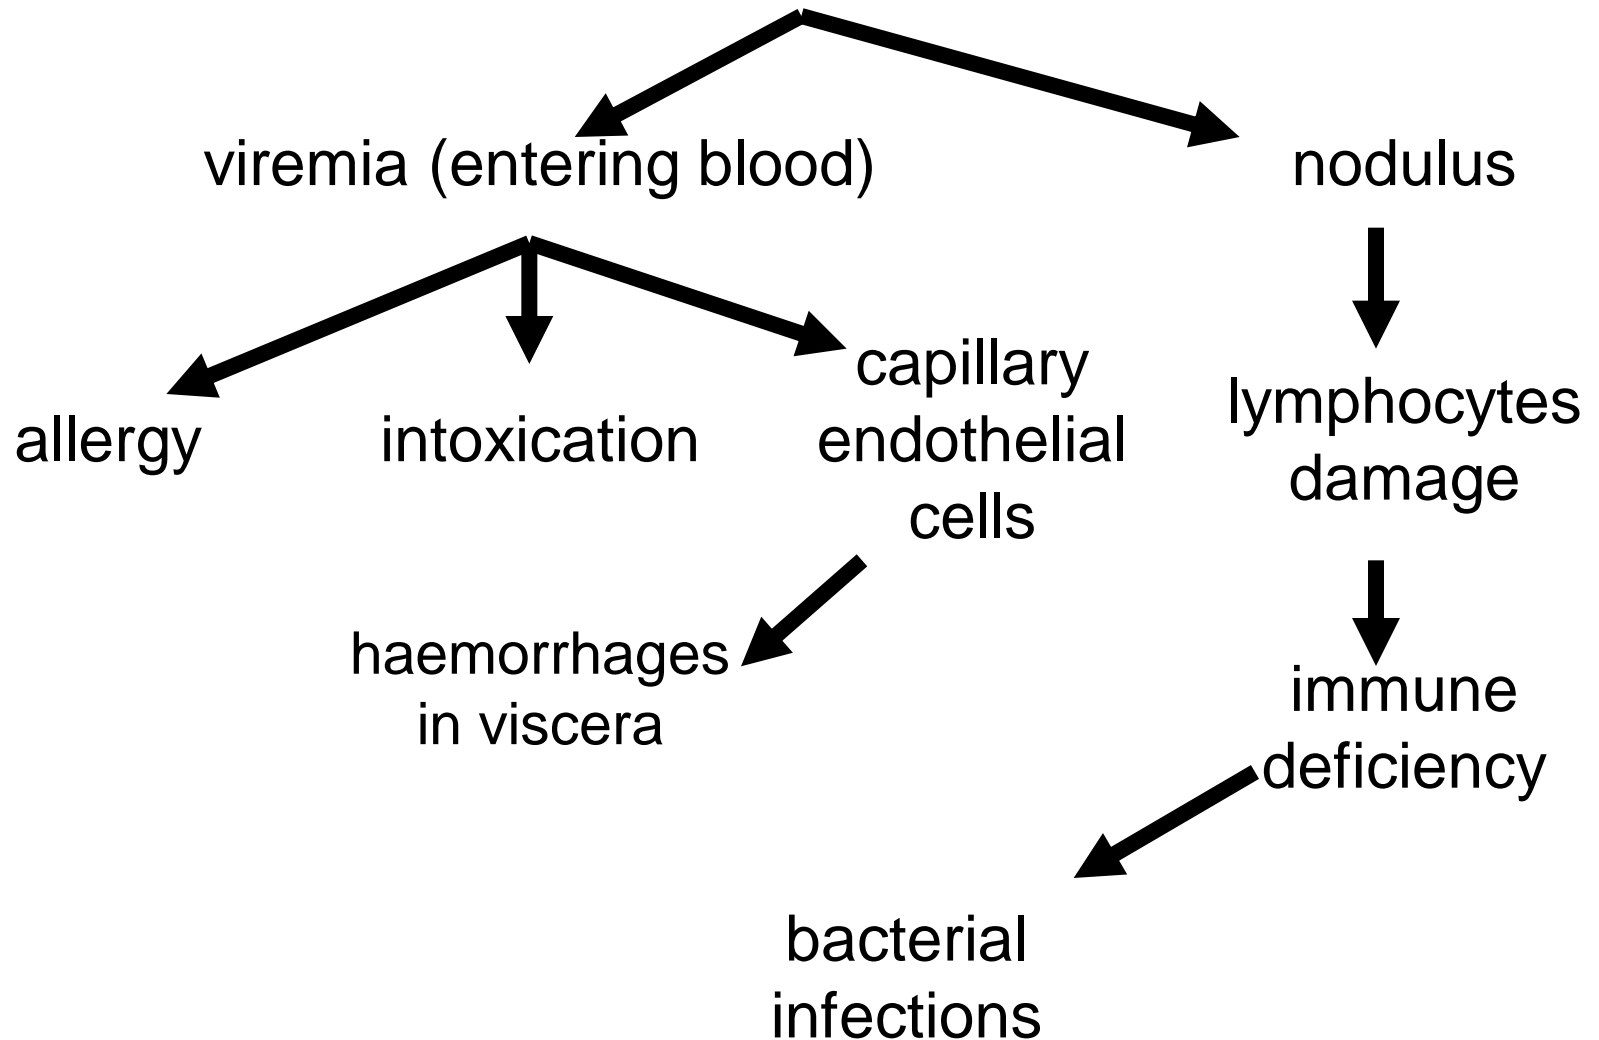 viremia (entering blood)
nodulus
allergy
intoxication
capillary
endothelial
cells
lymphocytes
damage
haemorrhages
in viscera
immune
deficiency
bacterial
infections